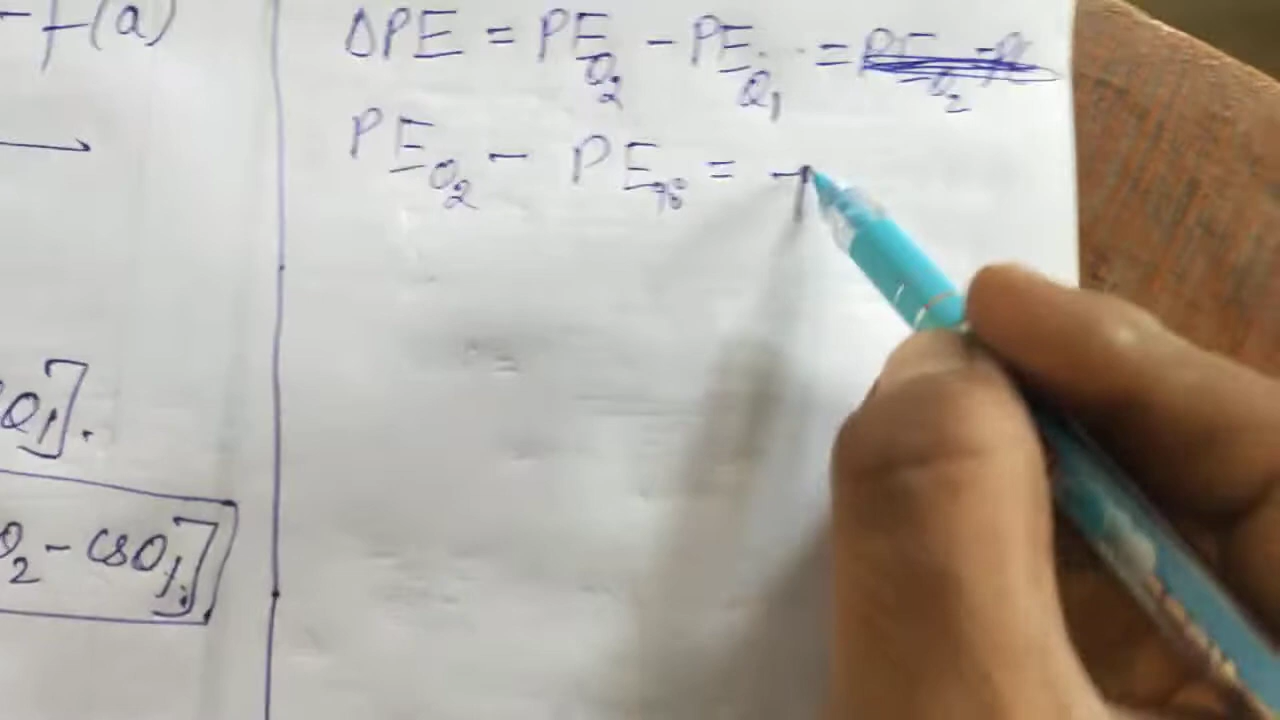 - f(a)
ΔPE = PE_θ₂ - PE_θ₁ =
PE_θ₂ - PE_90° = - P
θ₁].
θ₂ - cosθ₁]